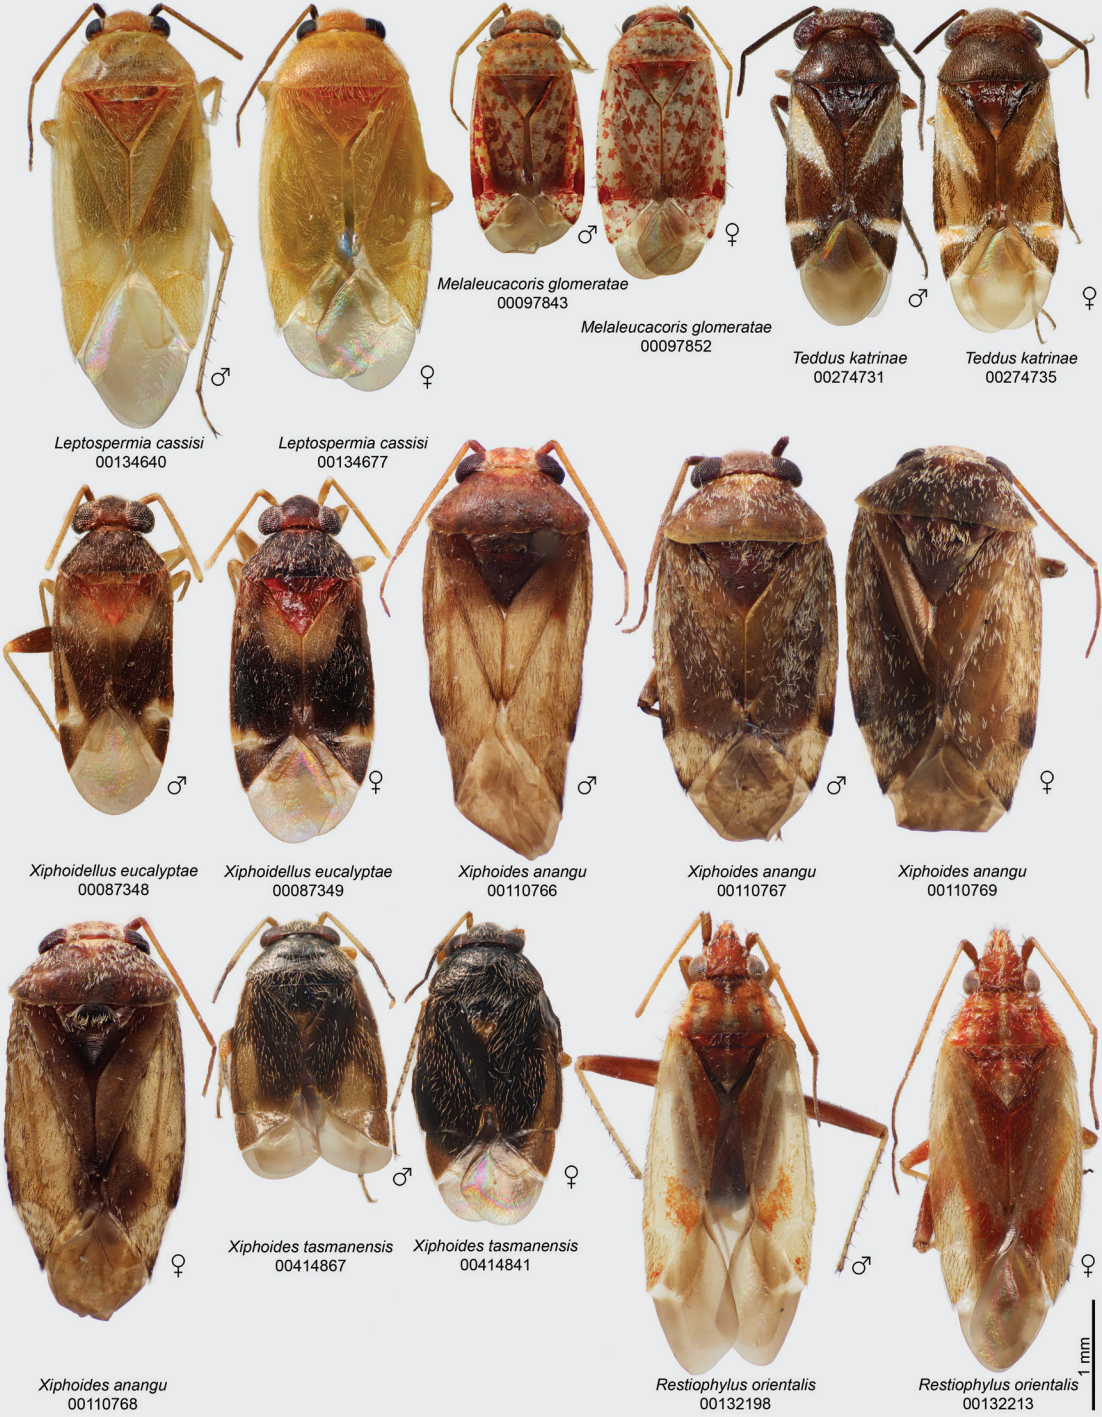 ♂
♀
♂
♀
♂
♀
Melaleucacoris glomeratae
00097843
Melaleucacoris glomeratae
00097852
Teddus katrinae
00274731
Teddus katrinae
00274735
Leptospermia cassisi
00134640
Leptospermia cassisi
00134677
♂
♀
♂
♂
♀
Xiphoidellus eucalyptae
00087348
Xiphoidellus eucalyptae
00087349
Xiphoides anangu
00110766
Xiphoides anangu
00110767
Xiphoides anangu
00110769
♀
♂
♀
♂
♀
Xiphoides tasmanensis
00414867
Xiphoides tasmanensis
00414841
1 mm
Xiphoides anangu
00110768
Restiophylus orientalis
00132198
Restiophylus orientalis
00132213